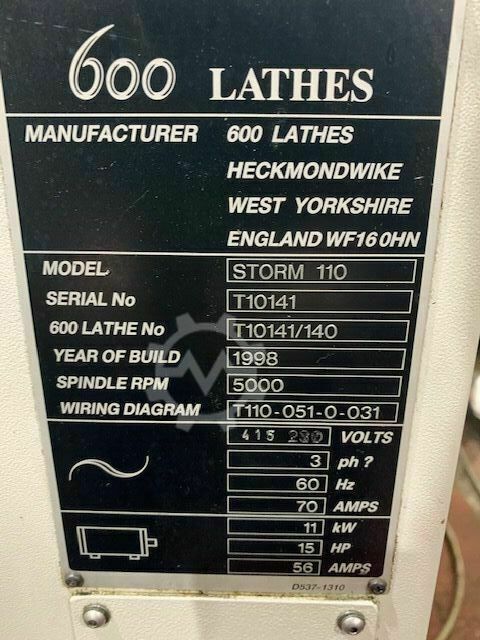 600 LATHES
MANUFACTURER 600 LATHES
HECKMONDWIKE
WEST YORKSHIRE
ENGLAND WF16 0HN
MODEL STORM 110
SERIAL No T10141
600 LATHE No T10141/140
YEAR OF BUILD 1998
SPINDLE RPM 5000
WIRING DIAGRAM T110-051-0-031
415 230 VOLTS
3 ph ?
60 Hz
70 AMPS
11 kW
15 HP
56 AMPS
D537-1310